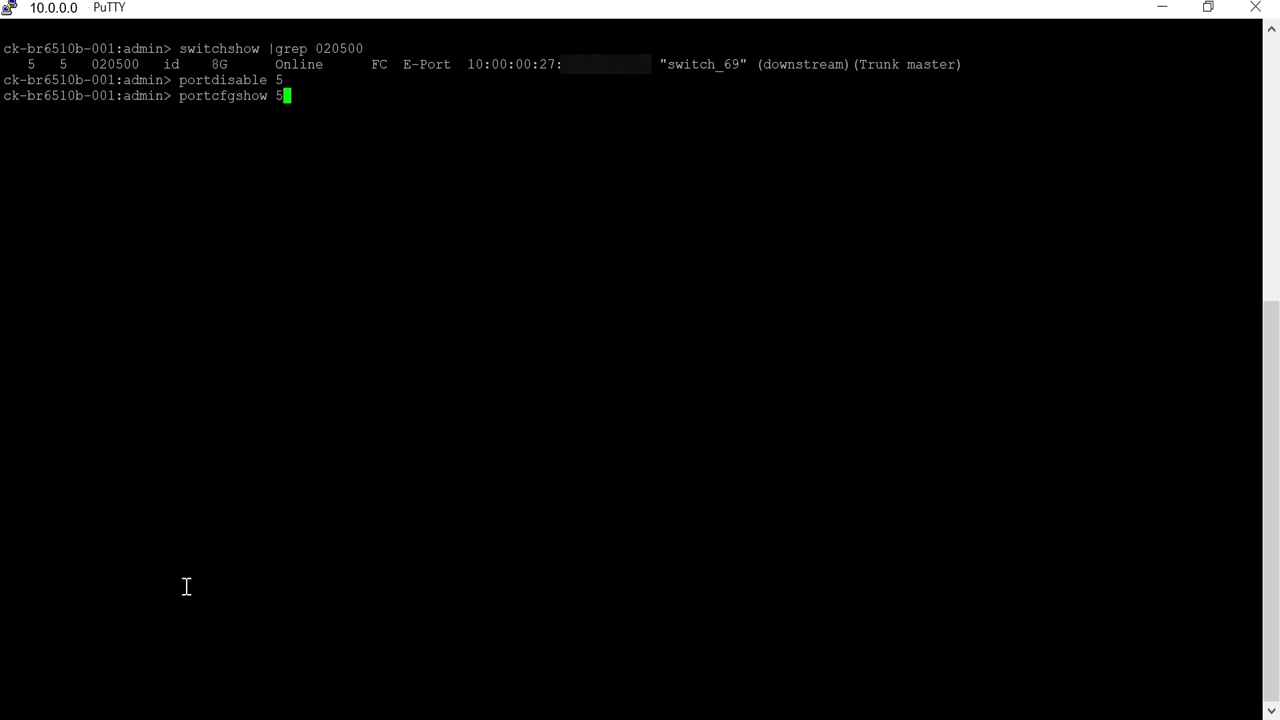 10.0.0.0 PuTTY
ck-br6510b-001:admin> switchshow |grep 020500
5 5 020500 id 8G Online FC E-Port 10:00:00:27: "switch_69" (downstream)(Trunk master)
ck-br6510b-001:admin> portdisable 5
ck-br6510b-001:admin> portcfgshow 5